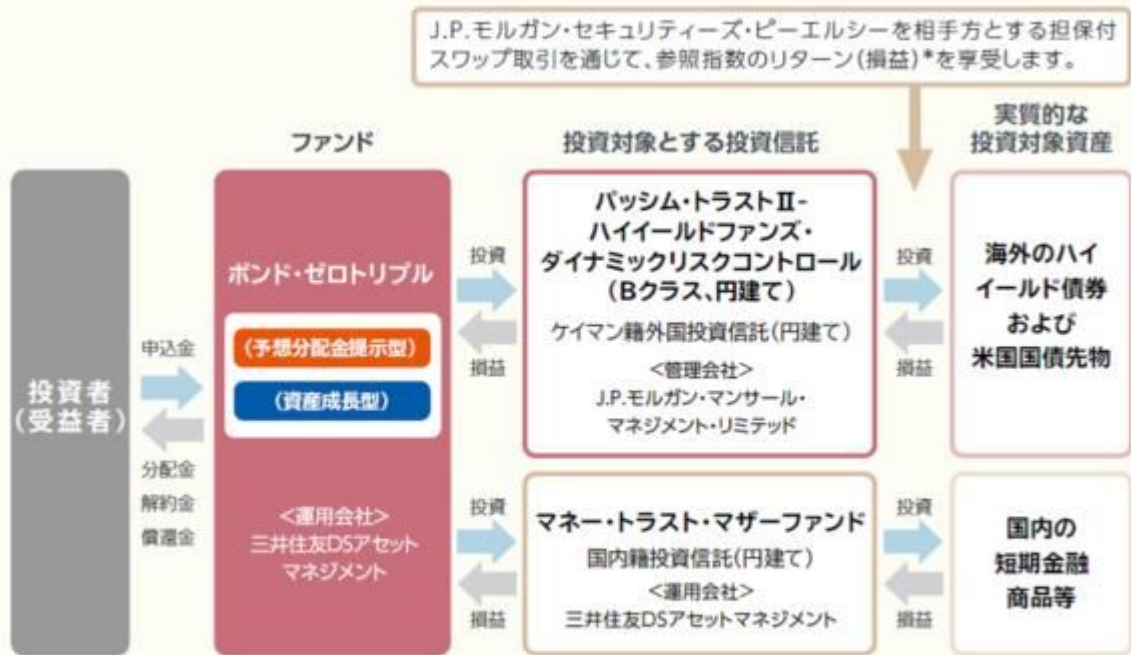 J.P.モルガン・セキュリティーズ・ピーエルシーを相手方とする担保付
スワップ取引を通じて、参照指数のリターン(損益)*を享受します。
ファンド
投資対象とする投資信託
実質的な
投資対象資産
投資者
(受益者)
申込金
分配金
解約金
償還金
ボンド・ゼロトリプル
(予想分配金提示型)
(資産成長型)
<運用会社>
三井住友DSアセット
マネジメント
投資
損益
パッシム・トラストⅡ-
ハイイールドファンズ・
ダイナミックリスクコントロール
(Bクラス、円建て)
ケイマン籍外国投資信託(円建て)
<管理会社>
J.P.モルガン・マンサール・
マネジメント・リミテッド
投資
損益
海外のハイ
イールド債券
および
米国国債先物
投資
損益
マネー・トラスト・マザーファンド
国内籍投資信託(円建て)
<運用会社>
三井住友DSアセットマネジメント
投資
損益
国内の
短期金融
商品等